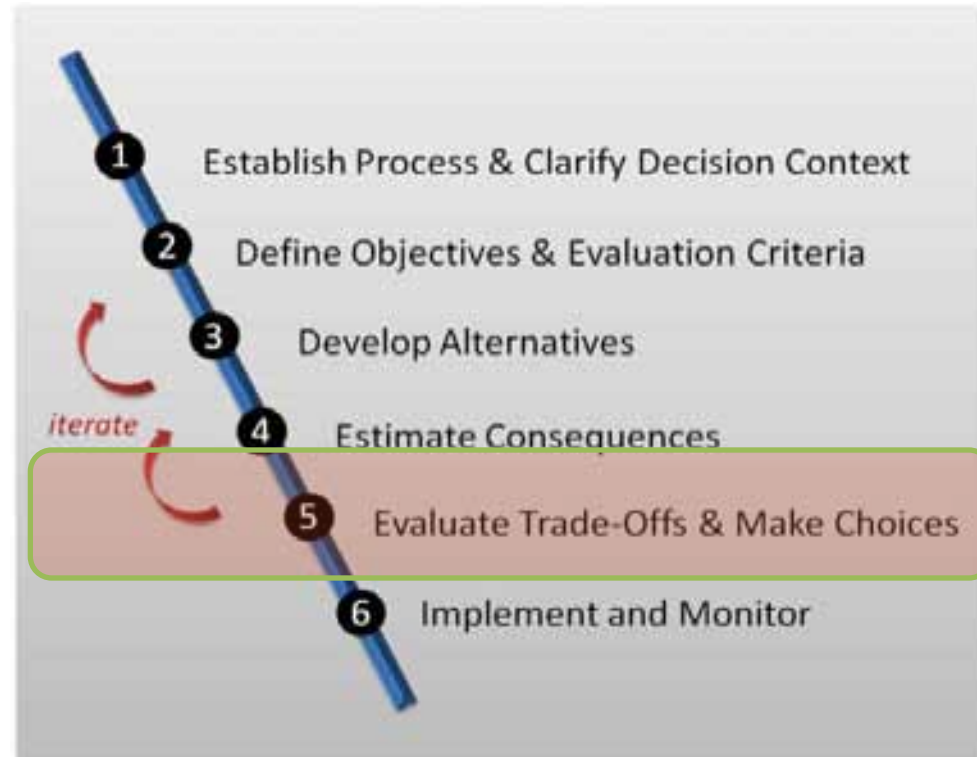 1 Establish Process & Clarify Decision Context
2 Define Objectives & Evaluation Criteria
3 Develop Alternatives
iterate
4 Estimate Consequences
5 Evaluate Trade-Offs & Make Choices
6 Implement and Monitor